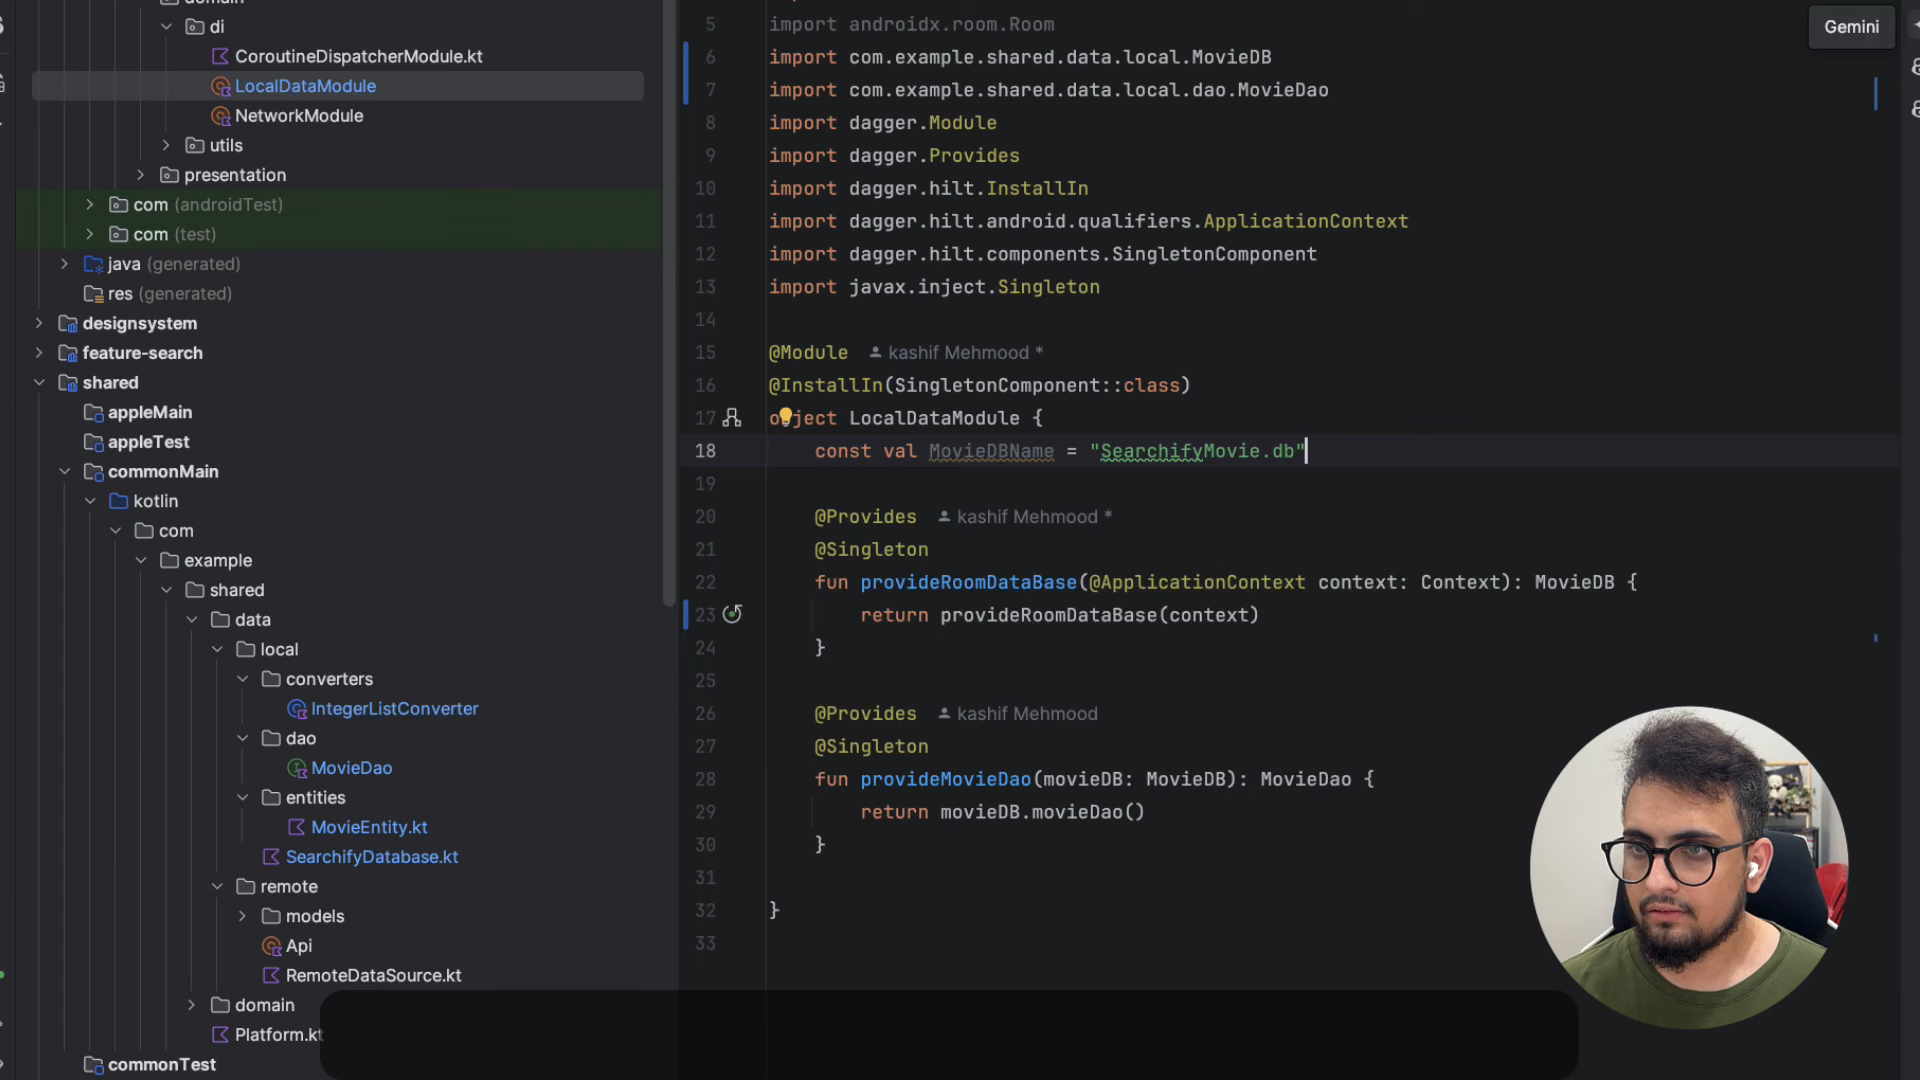 domain
di
CoroutineDispatcherModule.kt
LocalDataModule
NetworkModule
utils
presentation
com (androidTest)
com (test)
java (generated)
res (generated)
designsystem
feature-search
shared
appleMain
appleTest
commonMain
kotlin
com
example
shared
data
local
converters
IntegerListConverter
dao
MovieDao
entities
MovieEntity.kt
SearchifyDatabase.kt
remote
models
Api
RemoteDataSource.kt
domain
Platform.kt
commonTest
5 import androidx.room.Room
6 import com.example.shared.data.local.MovieDB
7 import com.example.shared.data.local.dao.MovieDao
8 import dagger.Module
9 import dagger.Provides
10 import dagger.hilt.InstallIn
11 import dagger.hilt.android.qualifiers.ApplicationContext
12 import dagger.hilt.components.SingletonComponent
13 import javax.inject.Singleton
14
15 @Module kashif Mehmood *
16 @InstallIn(SingletonComponent::class)
17 object LocalDataModule {
18 const val MovieDBName = "SearchifyMovie.db"
19
20 @Provides kashif Mehmood *
21 @Singleton
22 fun provideRoomDataBase(@ApplicationContext context: Context): MovieDB {
23 return provideRoomDataBase(context)
24 }
25
26 @Provides kashif Mehmood
27 @Singleton
28 fun provideMovieDao(movieDB: MovieDB): MovieDao {
29 return movieDB.movieDao()
30 }
31
32 }
33
Gemini